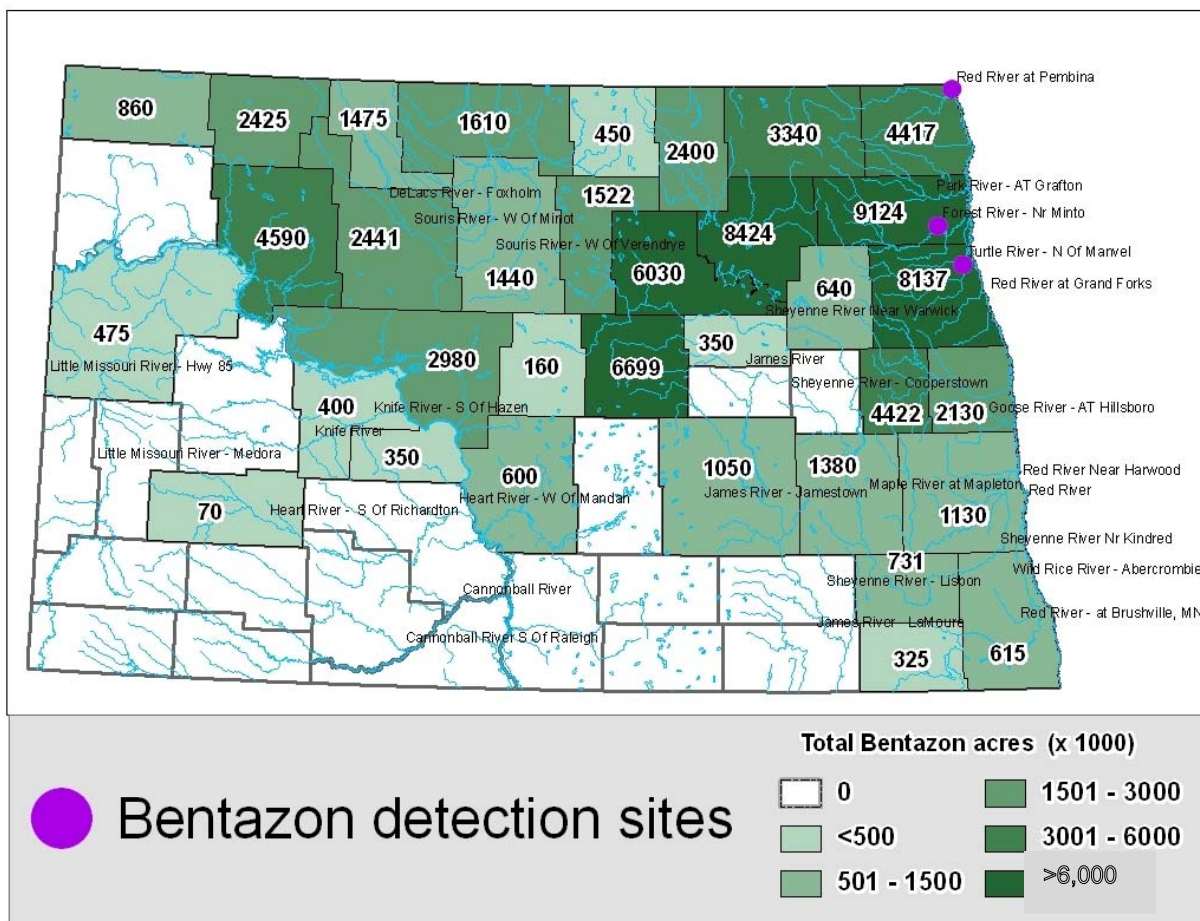 Red River at Pembina
860
2425
1475
1610
450
2400
3340
4417
DeLacs River - Foxholm
1522
Park River - AT Grafton
9124
Forest River - Nr Minto
Souris River - W Of Minot
4590
2441
Souris River - W Of Verendrye
8424
Turtle River - N Of Manvel
1440
6030
640
8137
Red River at Grand Forks
Sheyenne River Near Warwick
475
2980
160
6699
350
James River
Little Missouri River - Hwy 85
Sheyenne River - Cooperstown
400
Knife River - S Of Hazen
4422
2130
Goose River - AT Hillsboro
Knife River
Little Missouri River - Medora
350
600
1050
1380
Red River Near Harwood
Heart River - W Of Mandan
James River - Jamestown
Maple River at Mapleton
Red River
70
Heart River - S Of Richardton
1130
Sheyenne River Nr Kindred
731
Wild Rice River - Abercrombie
Cannonball River
Sheyenne River - Lisbon
Red River - at Brushville, MN
James River - LaMoure
Cannonball River S Of Raleigh
325
615
Bentazon detection sites
Total Bentazon acres (x 1000)
0
1501 - 3000
<500
3001 - 6000
501 - 1500
>6,000